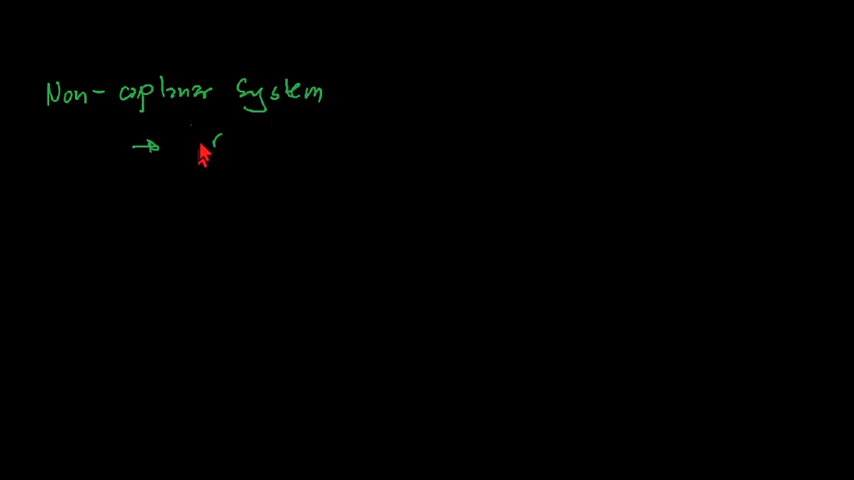 Non-coplanar System
→ r